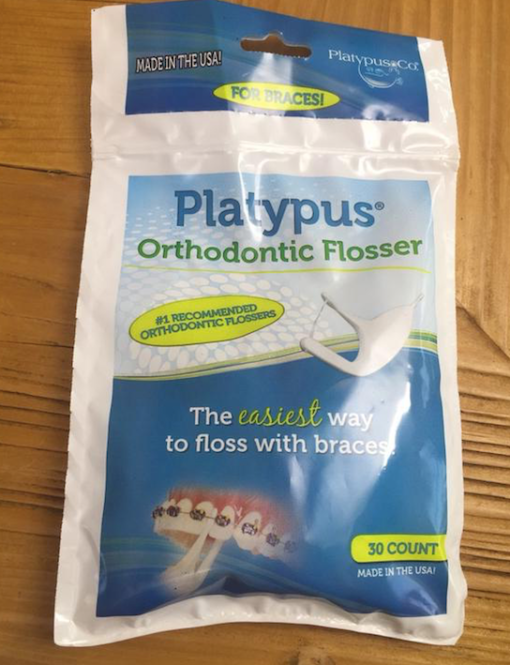 MADE IN THE USA!
Platypus Co.
FOR BRACES!
Platypus®
Orthodontic Flosser
#1 RECOMMENDED
ORTHODONTIC FLOSSERS
The easiest way
to floss with braces.
30 COUNT
MADE IN THE USA!